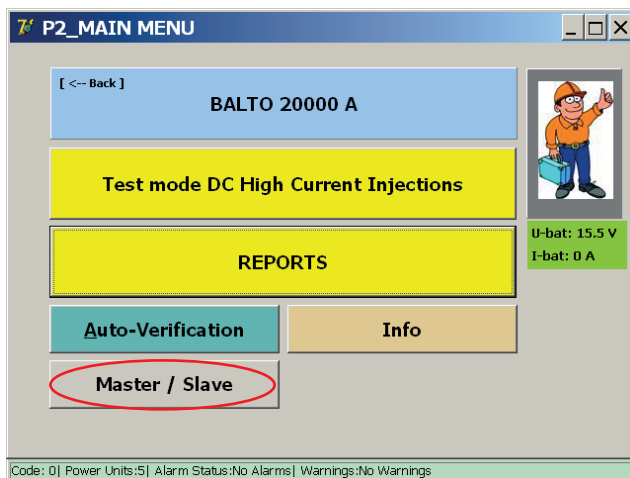 P2_MAIN MENU
[ <-- Back ]
BALTO 20000 A
Test mode DC High Current Injections
REPORTS
U-bat: 15.5 V
I-bat: 0 A
Auto-Verification
Info
Master / Slave
Code: 0| Power Units:5| Alarm Status:No Alarms| Warnings:No Warnings